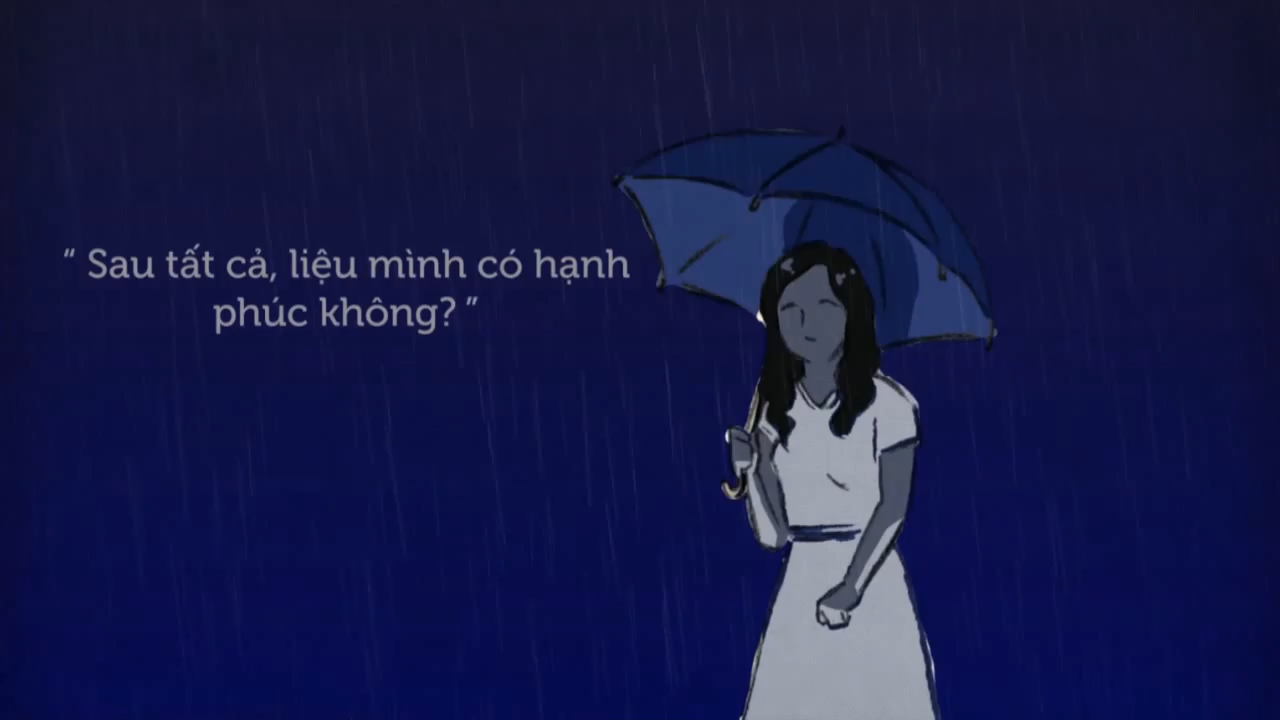 “ Sau tất cả, liệu mình có hạnh
phúc không? ”